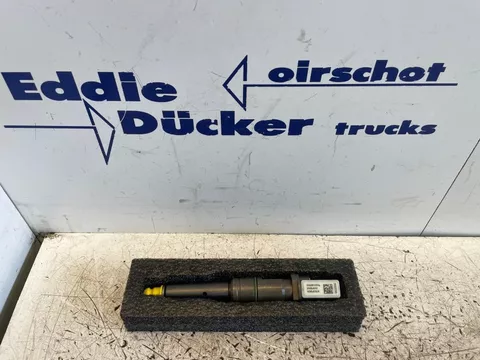 Eddie
Dücker
oirschot
trucks